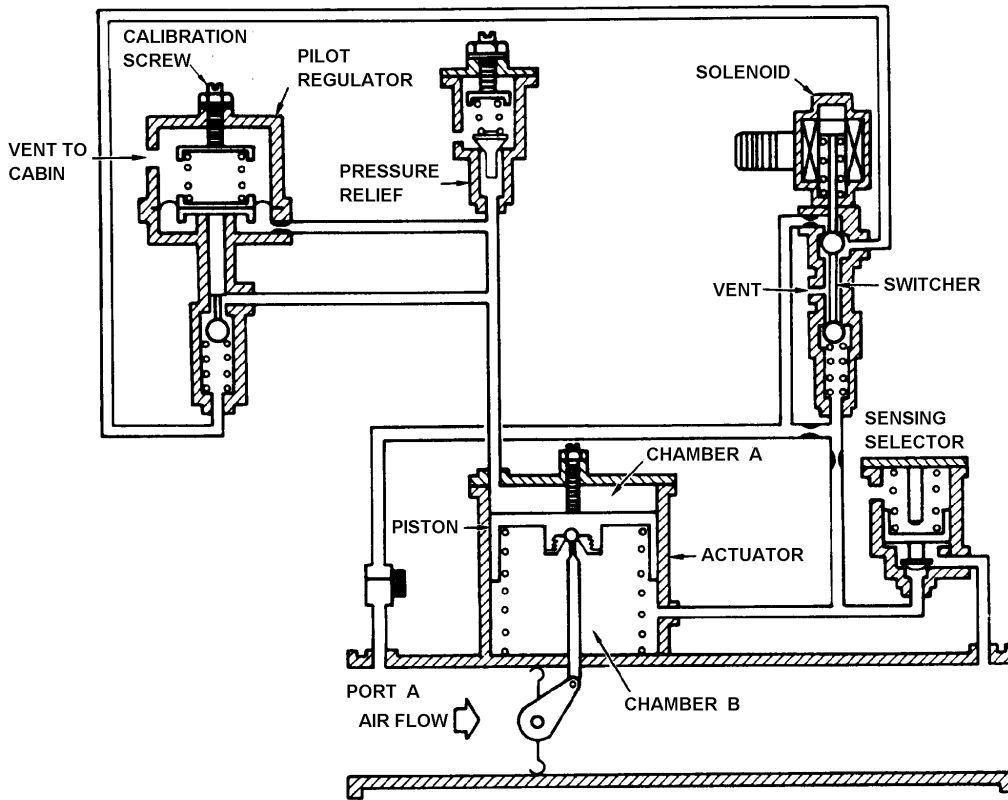 CALIBRATION
SCREW
PILOT
REGULATOR
SOLENOID
VENT TO
CABIN
PRESSURE
RELIEF
VENT
SWITCHER
SENSING
SELECTOR
CHAMBER A
PISTON
ACTUATOR
PORT A
AIR FLOW
CHAMBER B